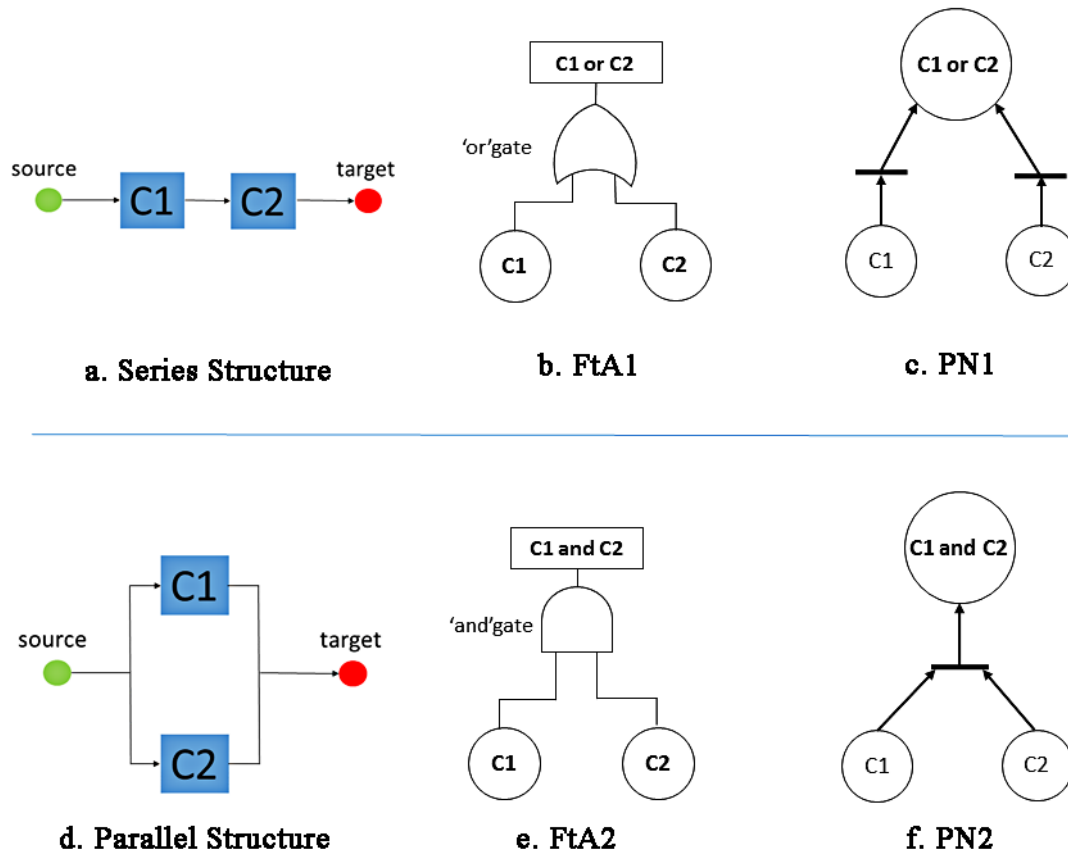 C1 or C2
'or'gate
C1
C2
source
C1
C2
target
C1 or C2
C1
C2
a. Series Structure
b. FtA1
c. PN1
source
C1
C2
target
C1 and C2
'and'gate
C1
C2
C1 and C2
C1
C2
d. Parallel Structure
e. FtA2
f. PN2